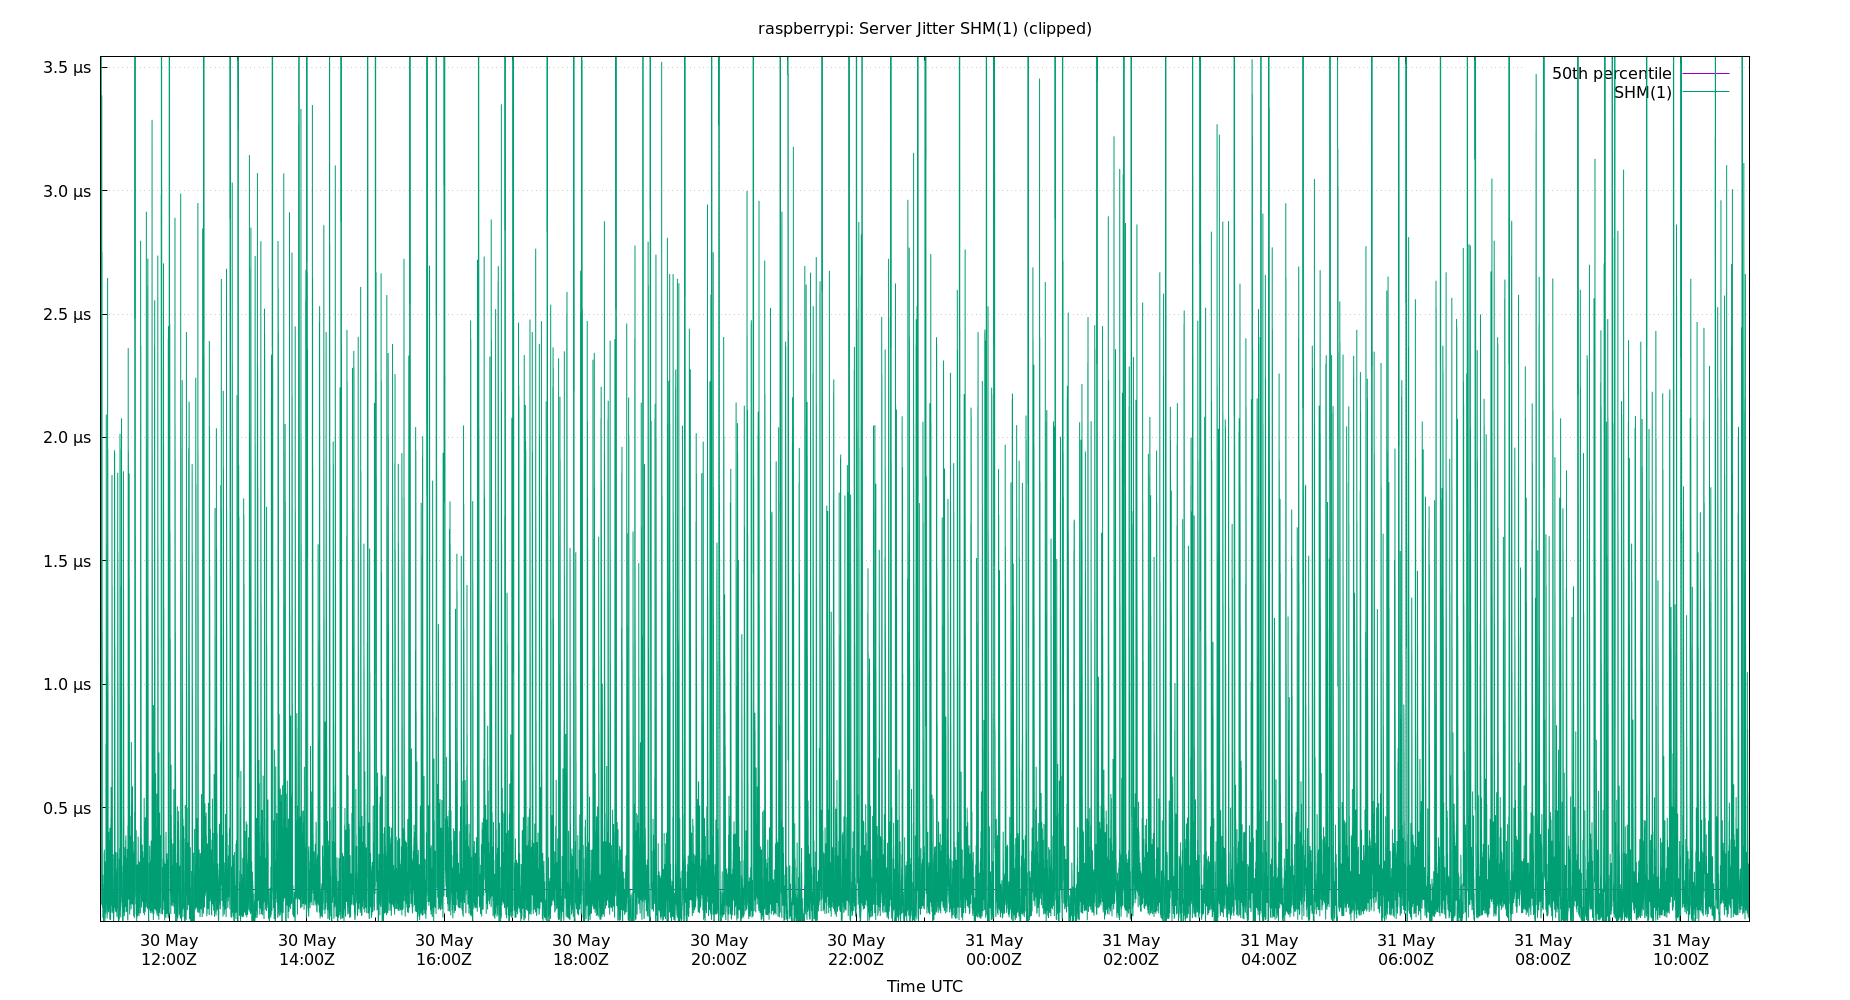 raspberrypi: Server Jitter SHM(1) (clipped)
3.5 µs
3.0 µs
2.5 µs
2.0 µs
1.5 µs
1.0 µs
0.5 µs
50th percentile
SHM(1)
30 May 30 May 30 May 30 May 30 May 30 May 31 May 31 May 31 May 31 May 31 May 31 May
12:00Z 14:00Z 16:00Z 18:00Z 20:00Z 22:00Z 00:00Z 02:00Z 04:00Z 06:00Z 08:00Z 10:00Z
Time UTC